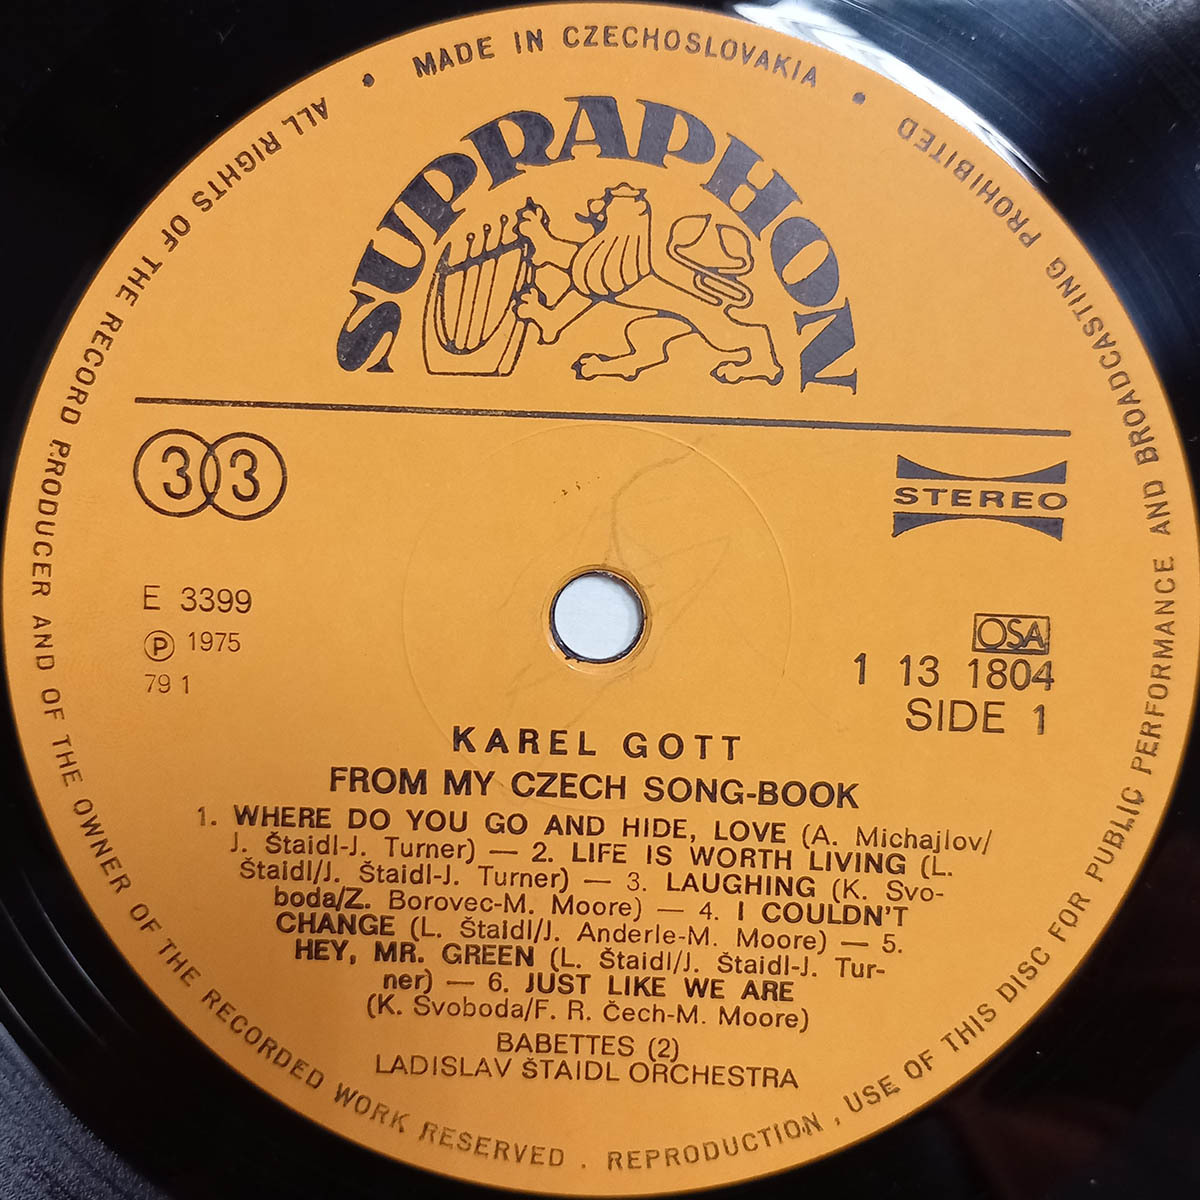 ALL RIGHTS OF THE RECORD PRODUCER AND OF THE OWNER OF THE RECORDED WORK RESERVED . REPRODUCTION , USE OF THIS DISC FOR PUBLIC PERFORMANCE AND BROADCASTING PROHIBITED • MADE IN CZECHOSLOVAKIA •
SUPRAPHON
33
STEREO
E 3399
Ⓟ 1975
79 1
OSA
1 13 1804
SIDE 1
KAREL GOTT
FROM MY CZECH SONG-BOOK
1. WHERE DO YOU GO AND HIDE, LOVE (A. Michajlov/
J. Štaidl-J. Turner) — 2. LIFE IS WORTH LIVING (L.
Štaidl/J. Štaidl-J. Turner) — 3. LAUGHING (K. Svo-
boda/Z. Borovec-M. Moore) — 4. I COULDN'T
CHANGE (L. Štaidl/J. Anderle-M. Moore) — 5.
HEY, MR. GREEN (L. Štaidl/J. Štaidl-J. Tur-
ner) — 6. JUST LIKE WE ARE
(K. Svoboda/F. R. Čech-M. Moore)
BABETTES (2)
LADISLAV ŠTAIDL ORCHESTRA